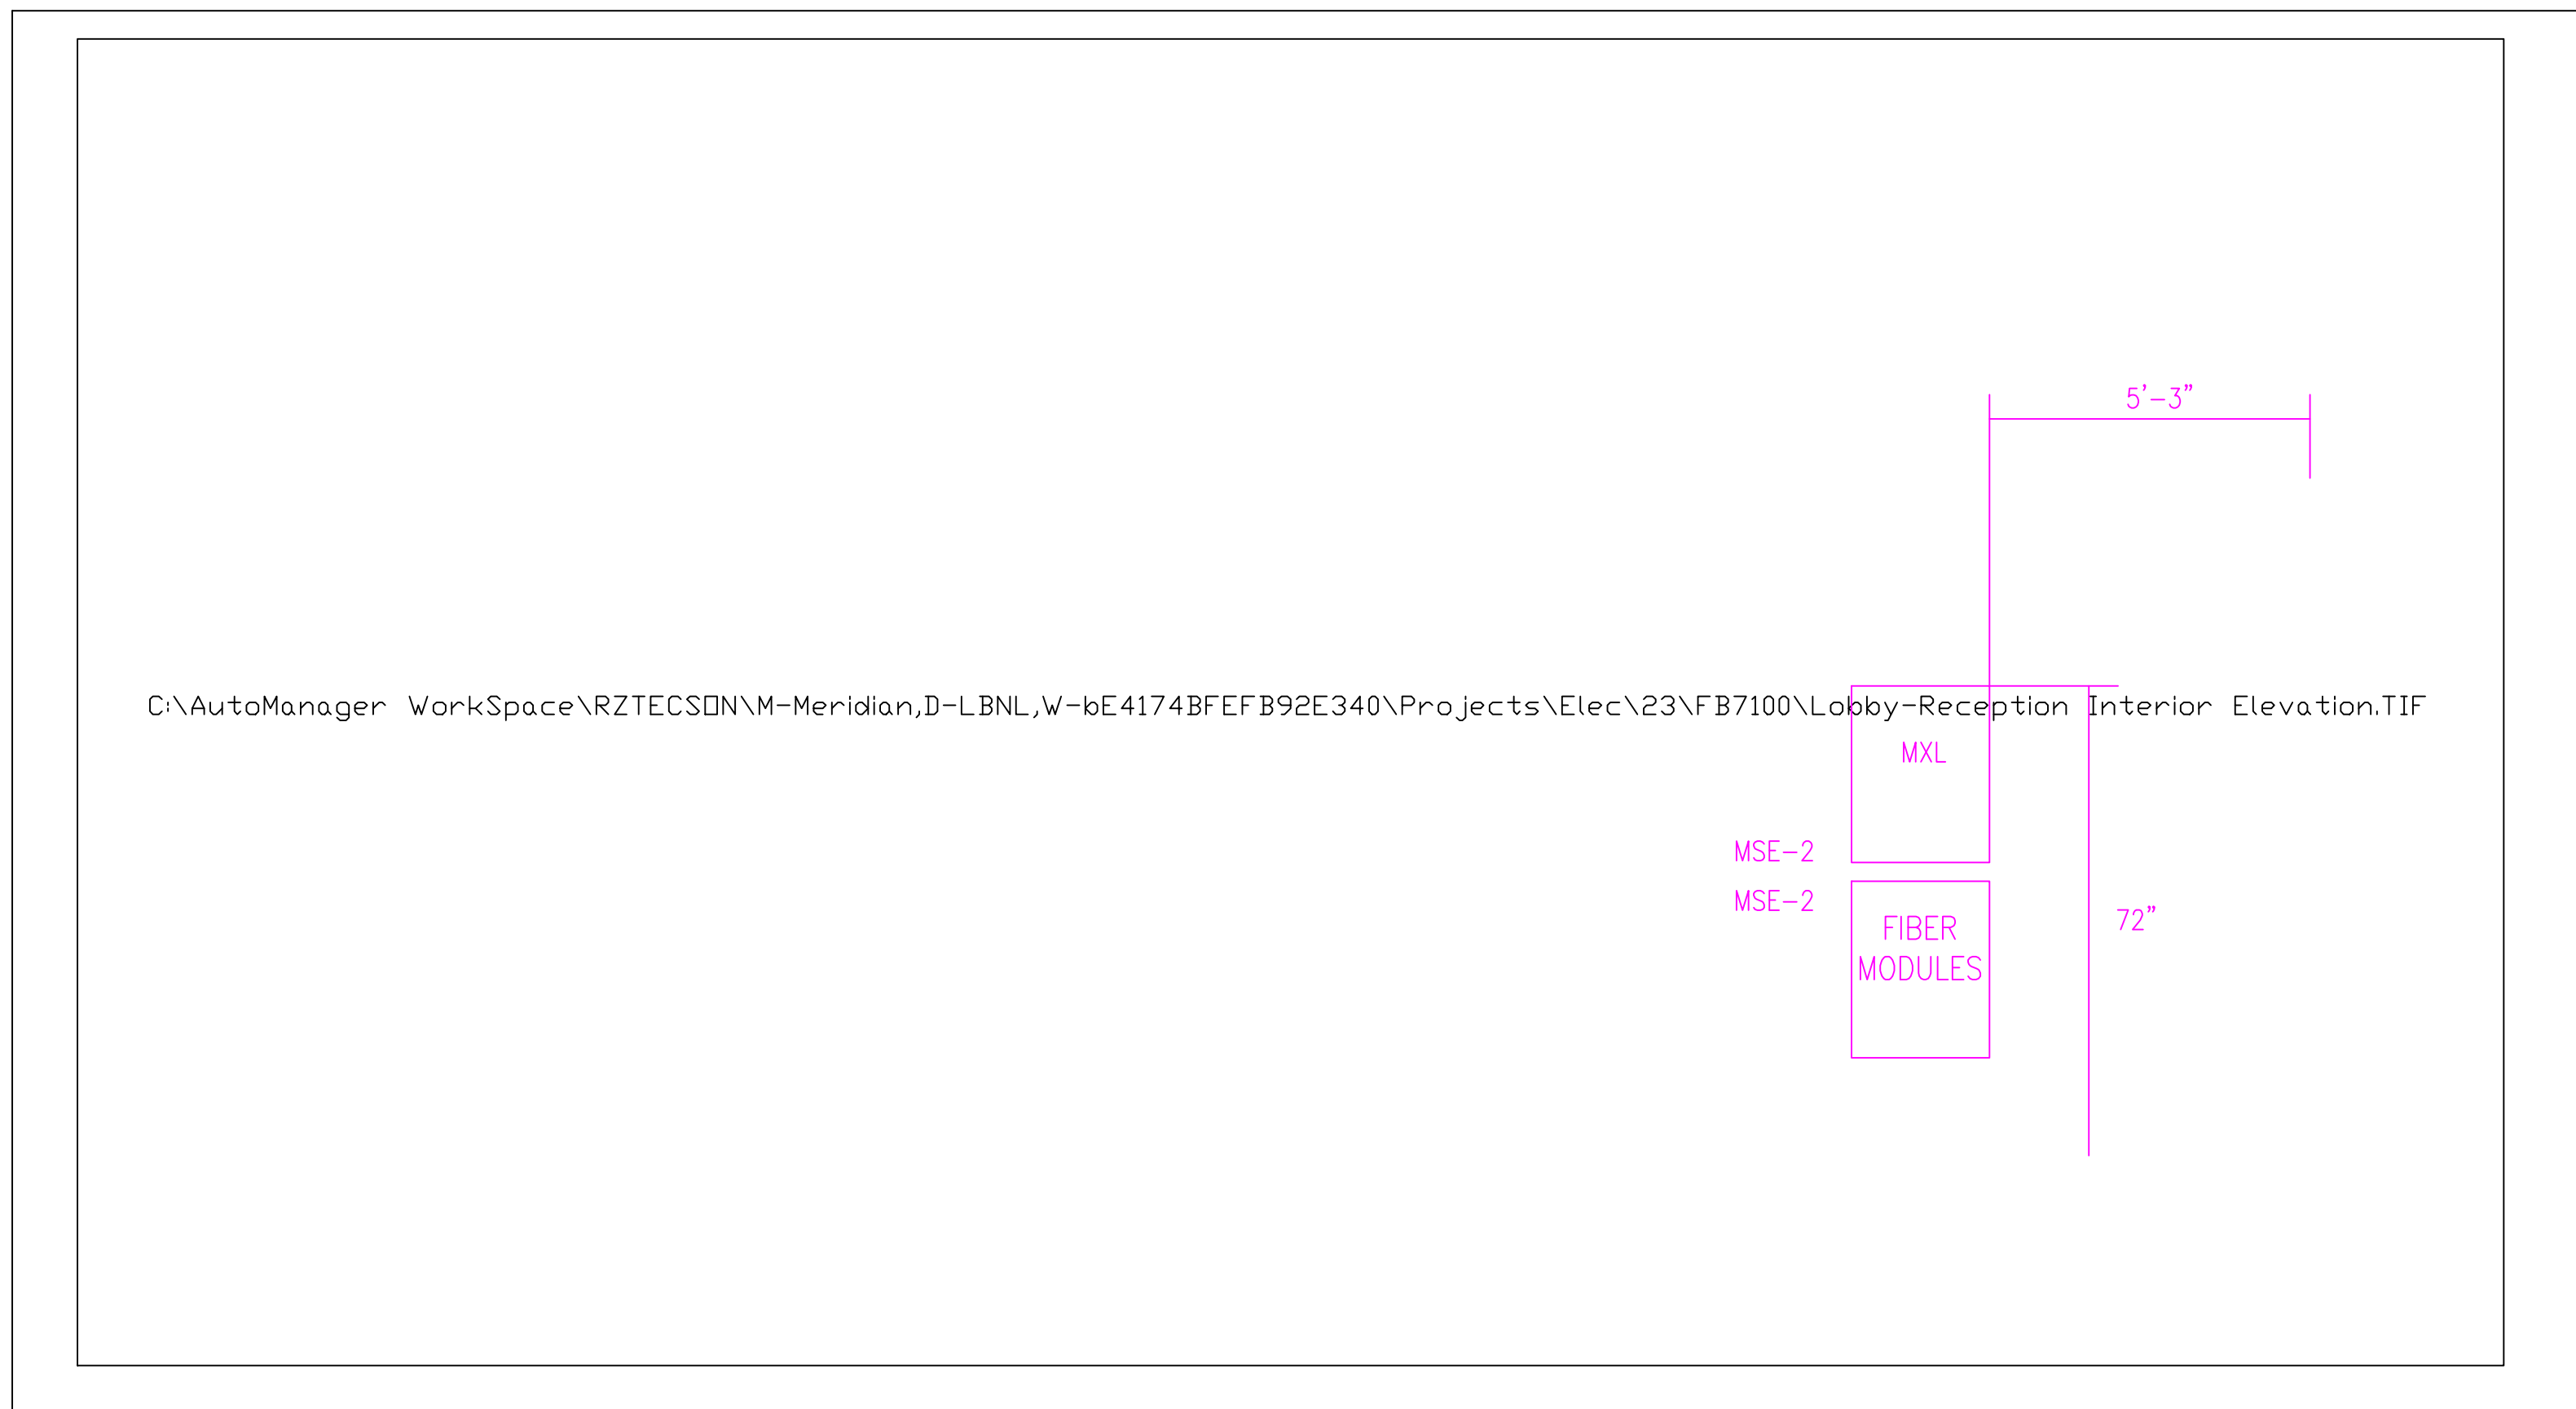 5'-3"
C:\AutoManager WorkSpace\RZTECSON\M-Meridian,D-LBNL,W-bE4174BFEFB92E340\Projects\Elec\23\FB7100\Lobby-Reception Interior Elevation.TIF
MXL
MSE-2
MSE-2
72"
FIBER
MODULES